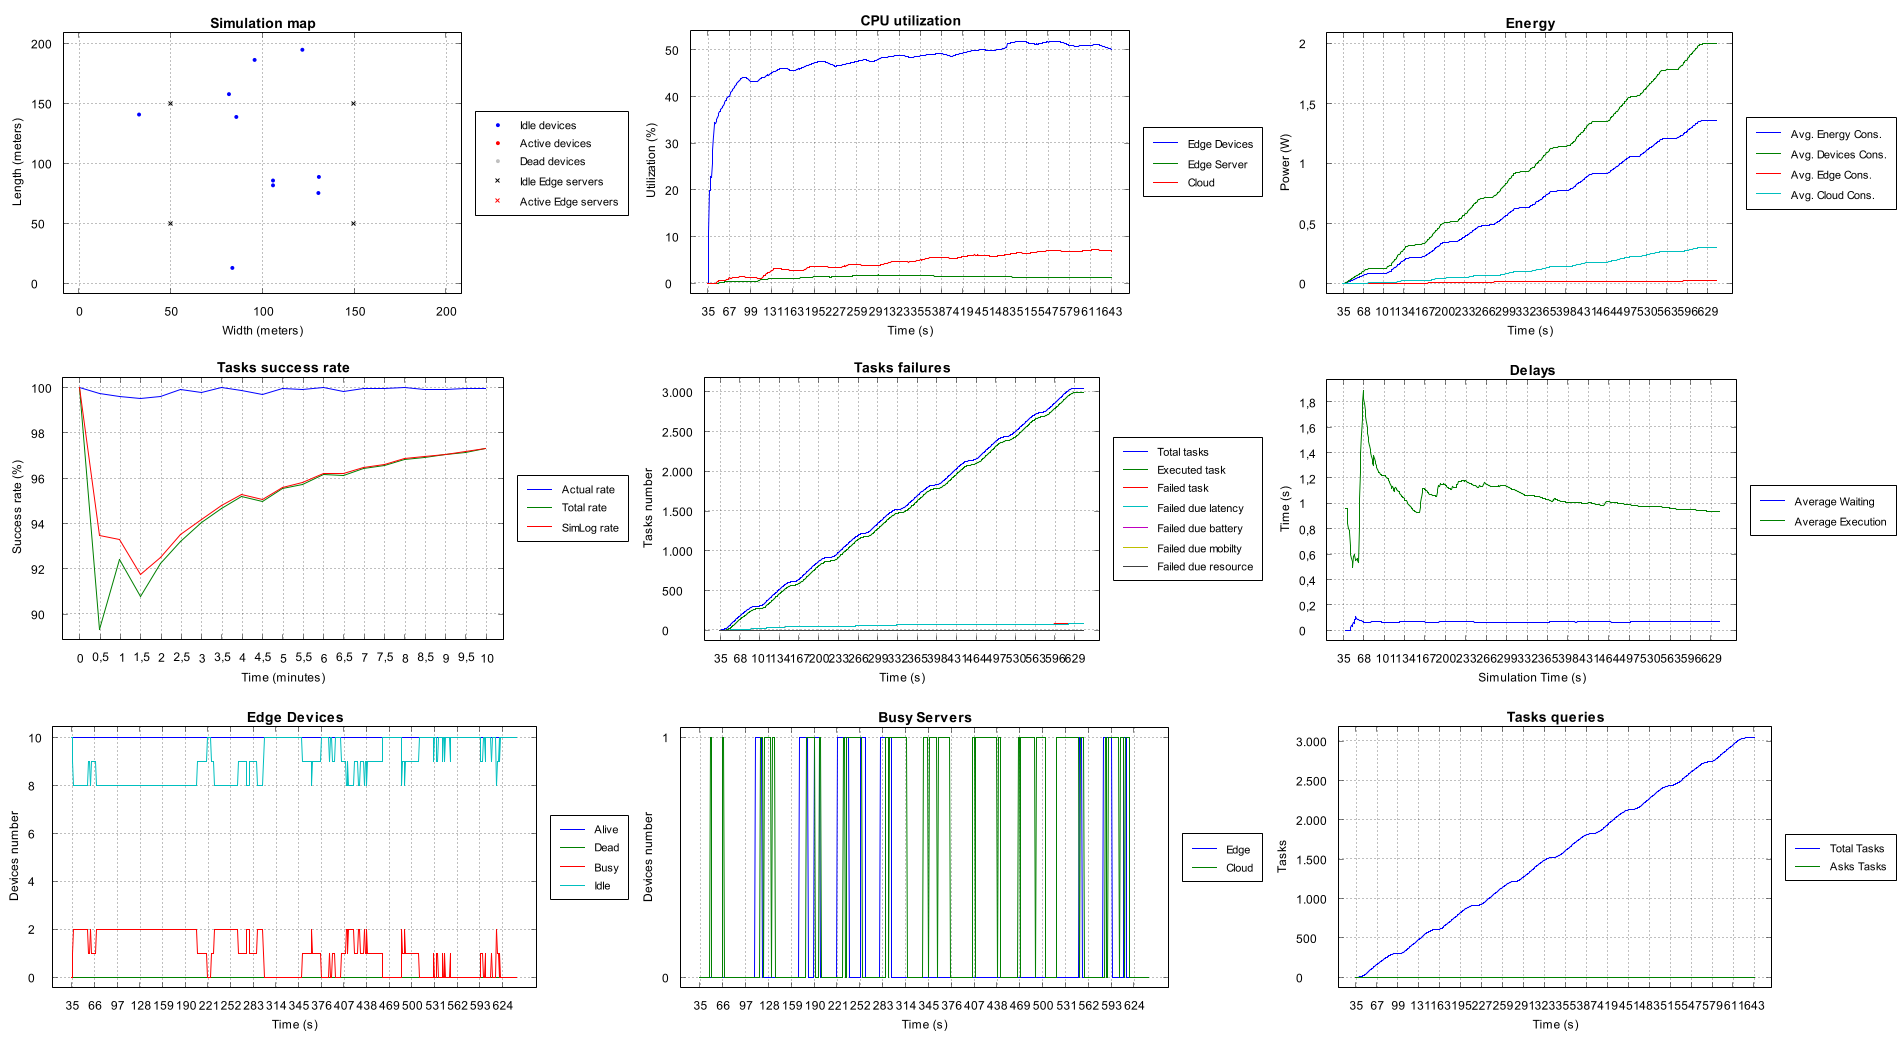 Simulation map
200
150
100
50
0
0 50 100 150 200
Length (meters)
Width (meters)
Idle devices
Active devices
Dead devices
Idle Edge servers
Active Edge servers
CPU utilization
50
40
30
20
10
0
Utilization (%)
Time (s)
Edge Devices
Edge Server
Cloud
Energy
2
1,5
1
0,5
0
Power (W)
Time (s)
Avg. Energy Cons.
Avg. Devices Cons.
Avg. Edge Cons.
Avg. Cloud Cons.
Tasks success rate
100
98
96
94
92
90
0 0,5 1 1,5 2 2,5 3 3,5 4 4,5 5 5,5 6 6,5 7 7,5 8 8,5 9 9,5 10
Success rate (%)
Time (minutes)
Actual rate
Total rate
SimLog rate
Tasks failures
3.000
2.500
2.000
1.500
1.000
500
0
Tasks number
Time (s)
Total tasks
Executed task
Failed task
Failed due latency
Failed due battery
Failed due mobilty
Failed due resource
Delays
1,8
1,6
1,4
1,2
1
0,8
0,6
0,4
0,2
0
Time (s)
Simulation Time (s)
Average Waiting
Average Execution
Edge Devices
10
8
6
4
2
0
35 66 97 128 159 190 221 252 283 314 345 376 407 438 469 500 531 562 593 624
Devices number
Time (s)
Alive
Dead
Busy
Idle
Busy Servers
1
0
35 66 97 128 159 190 221 252 283 314 345 376 407 438 469 500 531 562 593 624
Devices number
Time (s)
Edge
Cloud
Tasks queries
3.000
2.500
2.000
1.500
1.000
500
0
Tasks
Time (s)
Total Tasks
Asks Tasks